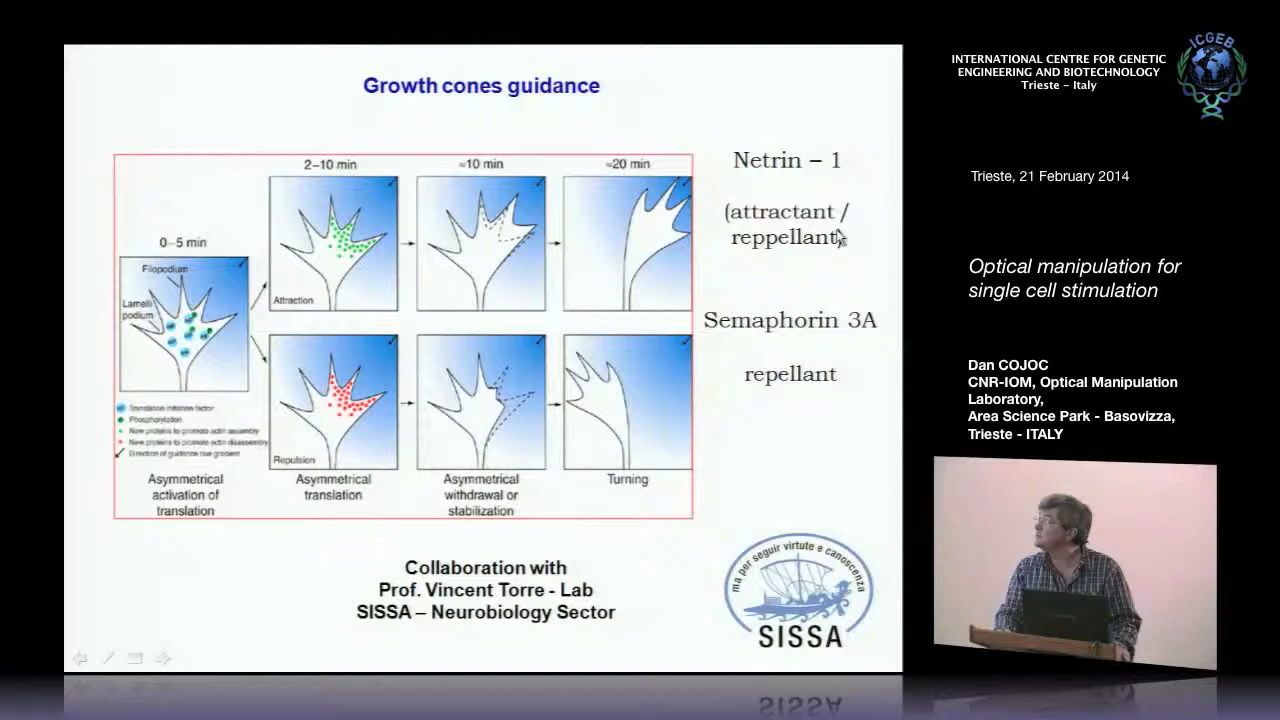 Growth cones guidance
2–10 min
≈10 min
≈20 min
0–5 min
Filopodium
Lamelli
podium
Attraction
Repulsion
Translation initiation factor
Phosphorylation
New proteins to promote actin assembly
New proteins to promote actin disassembly
Direction of guidance cue gradient
Asymmetrical
activation of
translation
Asymmetrical
translation
Asymmetrical
withdrawal or
stabilization
Turning
Netrin – 1
(attractant /
reppellant)
Semaphorin 3A
repellant
Collaboration with
Prof. Vincent Torre - Lab
SISSA – Neurobiology Sector
ma per seguir virtute e canoscenza
SISSA
INTERNATIONAL CENTRE FOR GENETIC
ENGINEERING AND BIOTECHNOLOGY
Trieste – Italy
ICGEB
Trieste, 21 February 2014
Optical manipulation for
single cell stimulation
Dan COJOC
CNR-IOM, Optical Manipulation
Laboratory,
Area Science Park - Basovizza,
Trieste - ITALY